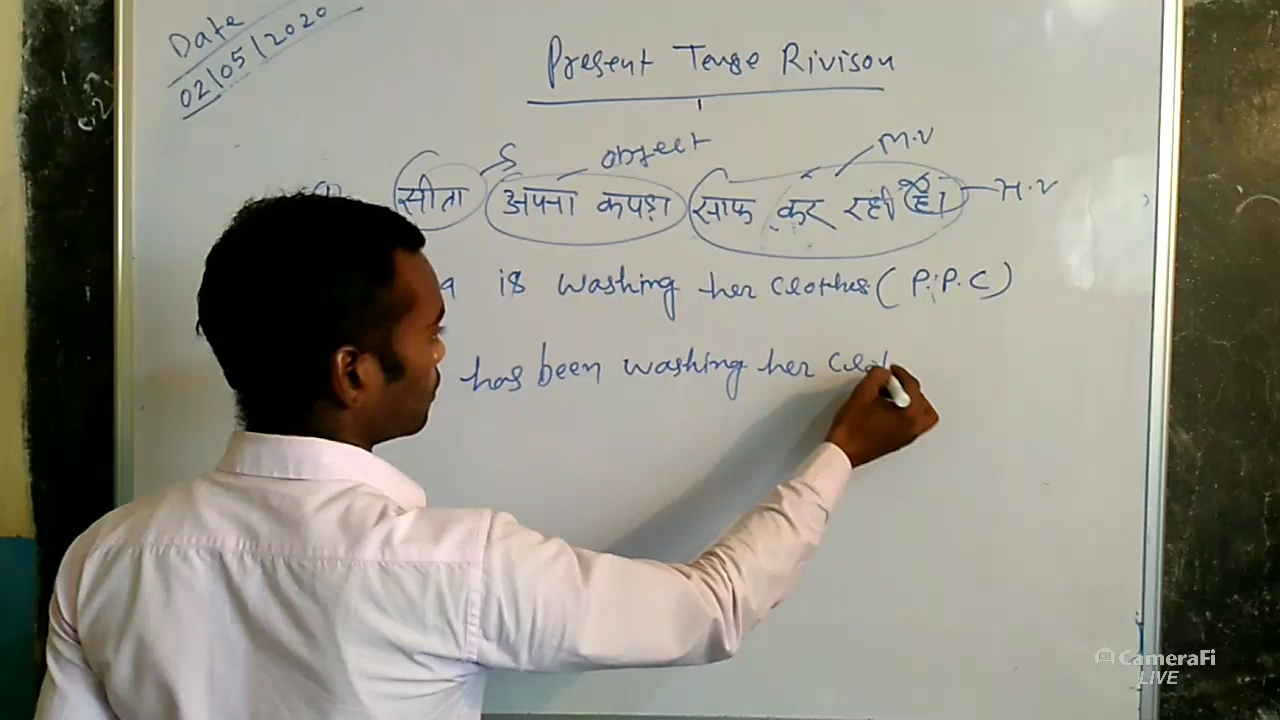 Date
02/05/2020
Present Tense Rivison
S object M.V
सीता अपना कपड़ा साफ कर रही है। H.V
a is washing her clothes (P.P.C)
has been washing her clot
CameraFi
LIVE